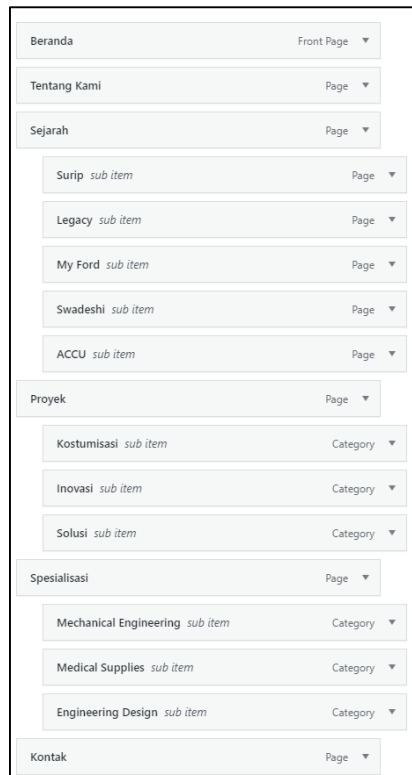 Beranda Front Page
Tentang Kami Page
Sejarah Page
Surip sub item Page
Legacy sub item Page
My Ford sub item Page
Swadeshi sub item Page
ACCU sub item Page
Proyek Page
Kostumisasi sub item Category
Inovasi sub item Category
Solusi sub item Category
Spesialisasi Page
Mechanical Engineering sub item Category
Medical Supplies sub item Category
Engineering Design sub item Category
Kontak Page